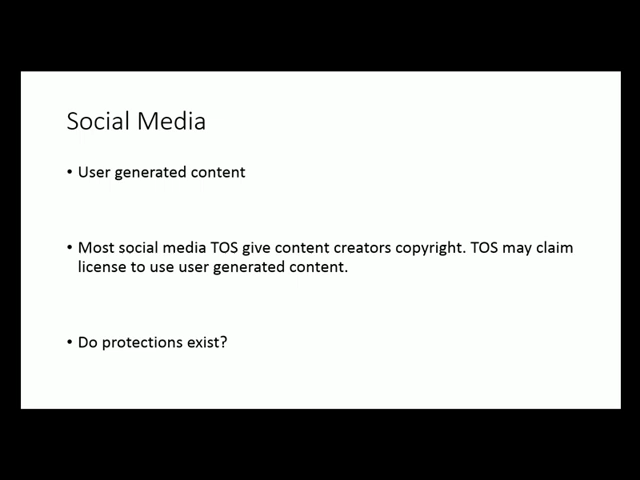 Social Media
• User generated content
• Most social media TOS give content creators copyright. TOS may claim
license to use user generated content.
• Do protections exist?